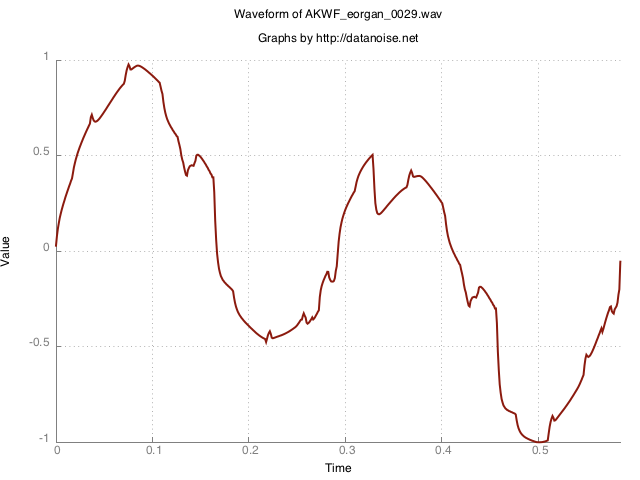 Waveform of AKWF_eorgan_0029.wav
Graphs by http://datanoise.net
1
0.5
0
-0.5
-1
Value
0 0.1 0.2 0.3 0.4 0.5
Time